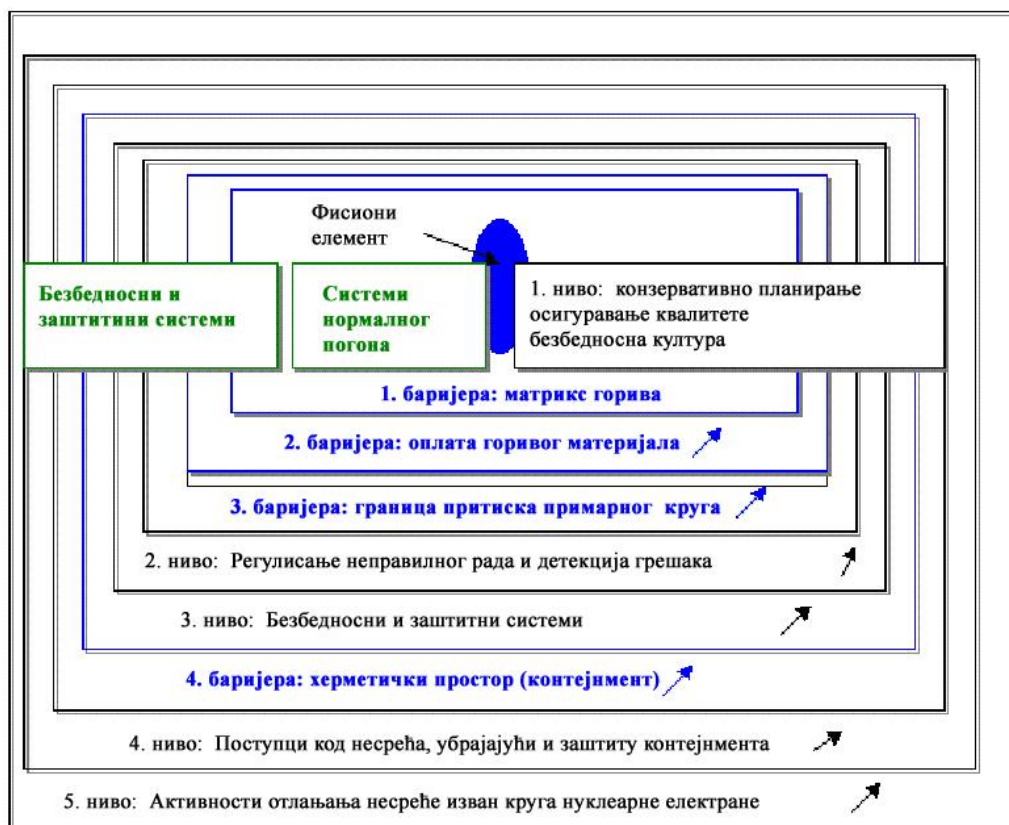 Фисиони
елемент
Безбедносни и
заштитини системи
Системи
нормалног
погона
1. ниво: конзервативно планирање
осигуравање квалитете
безбедносна култура
1. баријера: матрикс горива
2. баријера: оплата горивог материјала
3. баријера: граница притиска примарног круга
2. ниво: Регулисање неправилног рада и детекција грешака
3. ниво: Безбедносни и заштитни системи
4. баријера: херметички простор (контејнмент)
4. ниво: Поступци код несрећа, убрајајући и заштиту контејнмента
5. ниво: Активности отлањања несреће изван круга нуклеарне електране